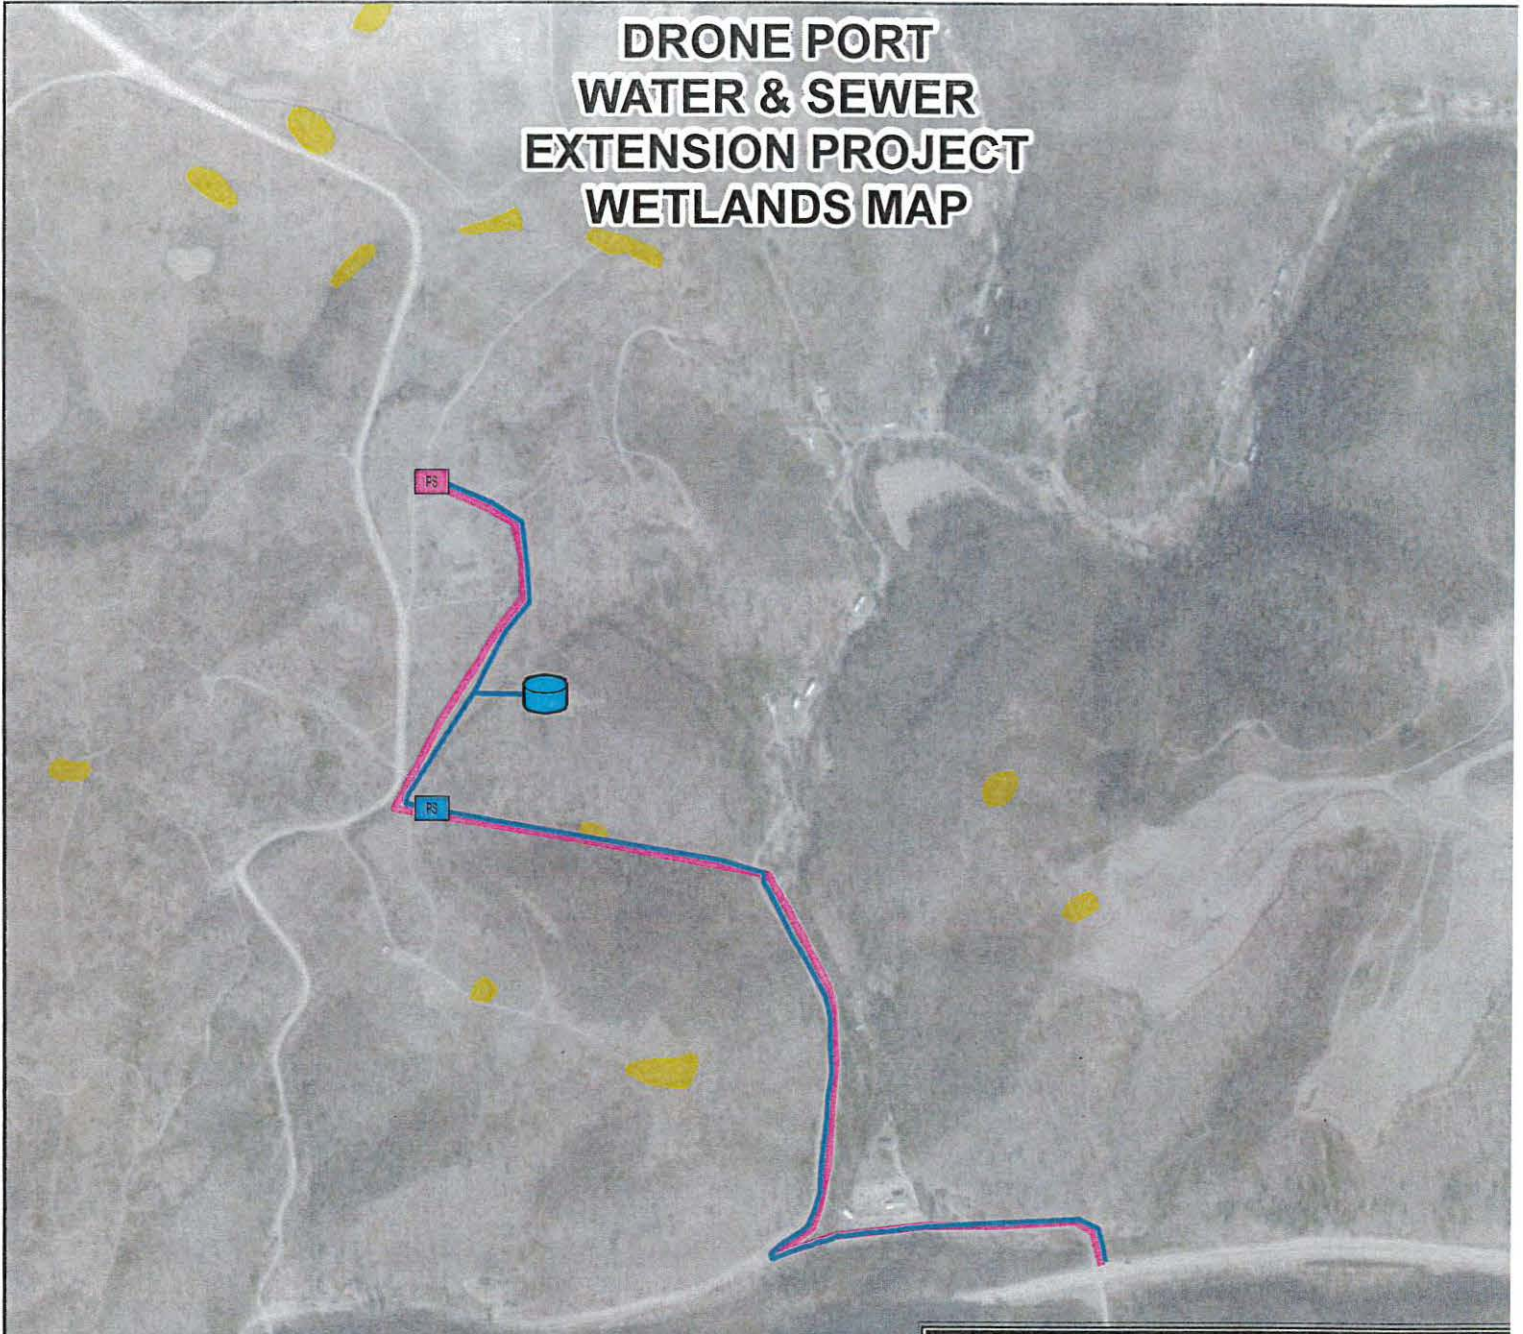 DRONE PORT
WATER & SEWER
EXTENSION PROJECT
WETLANDS MAP
PS
PS